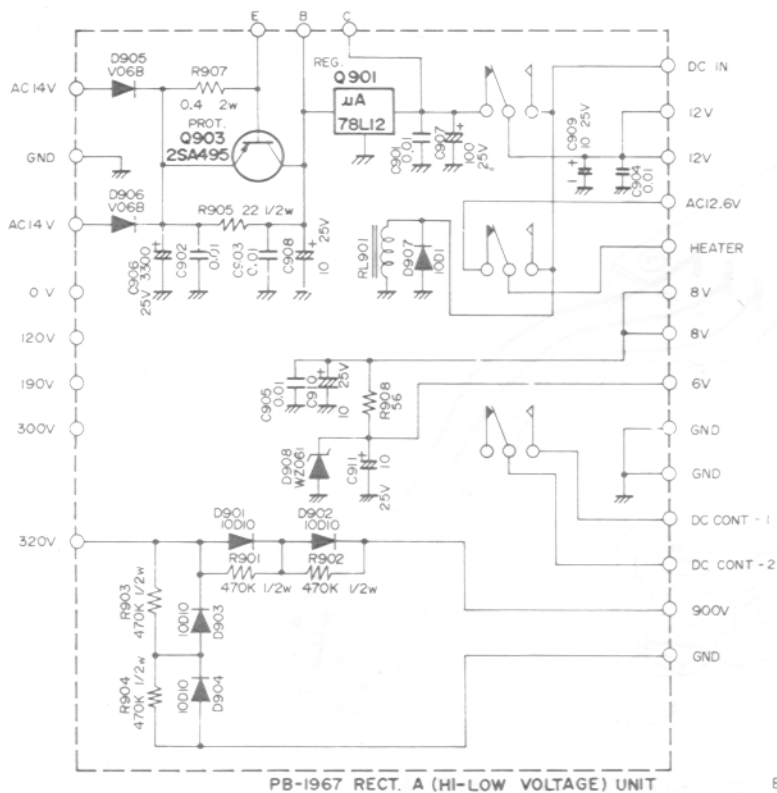 E B C
D905
V06B
R907
0.4 2W
AC14V
REG.
Q901
μA
78L12
PROT.
Q903
2SA495
GND
D906
V06B
AC14V
R905 22 1/2W
C906
3300
25V
C902
0.01
C903
0.01
C908
25V
10
C901
0.01
C907
100
25V
C909
10 25V
C904
0.01
RL901
D907
10D1
DC IN
12V
12V
AC12.6V
HEATER
8V
8V
6V
GND
GND
DC CONT - 1
DC CONT - 2
900V
GND
0 V
120V
190V
300V
320V
C905
0.01
C910
25V
10
R908
56
D908
WZ061
C911
10
25V
D901
10D10
D902
10D10
R901
470K 1/2W
R902
470K 1/2W
R903
470K 1/2W
R904
470K 1/2W
10D10
D903
10D10
D904
PB-1967 RECT. A (HI-LOW VOLTAGE) UNIT